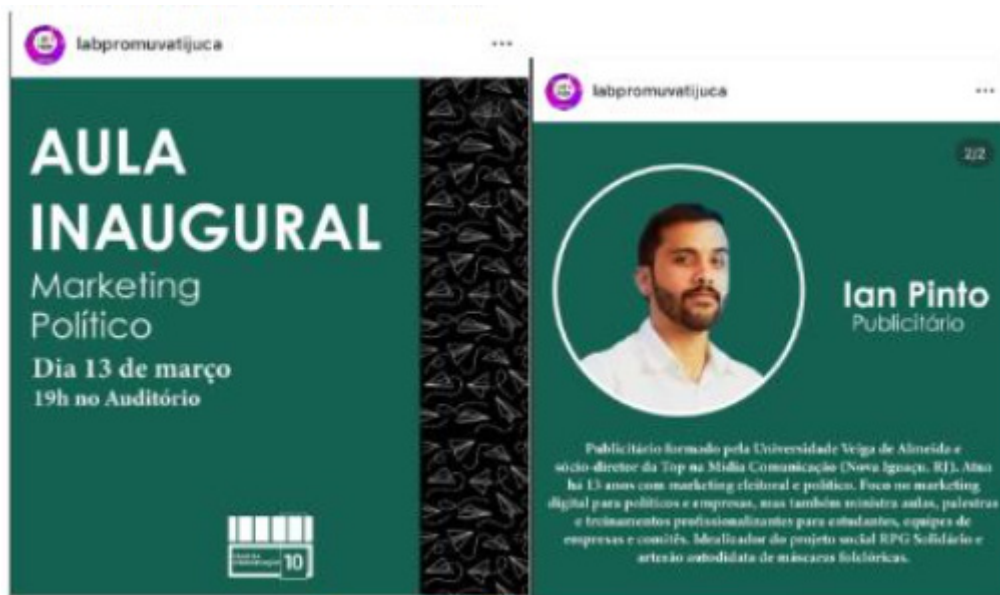 labpromuvatijuca
AULA
INAUGURAL
Marketing
Político
Dia 13 de março
19h no Auditório
10
labpromuvatijuca
2/2
Ian Pinto
Publicitário
Publicitário formado pela Universidade Veiga de Almeida e
sócio-diretor da Top na Mídia Comunicação (Nova Iguaçu, RJ). Atua
há 13 anos com marketing eleitoral e político. Foco no marketing
digital para políticos e empresas, mas também ministra aulas, palestras
e treinamentos profissionalizantes para estudantes, equipes de
empresas e comitês. Idealizador do projeto social RPG Solidário e
artesão autodidata de máscaras folclóricas.